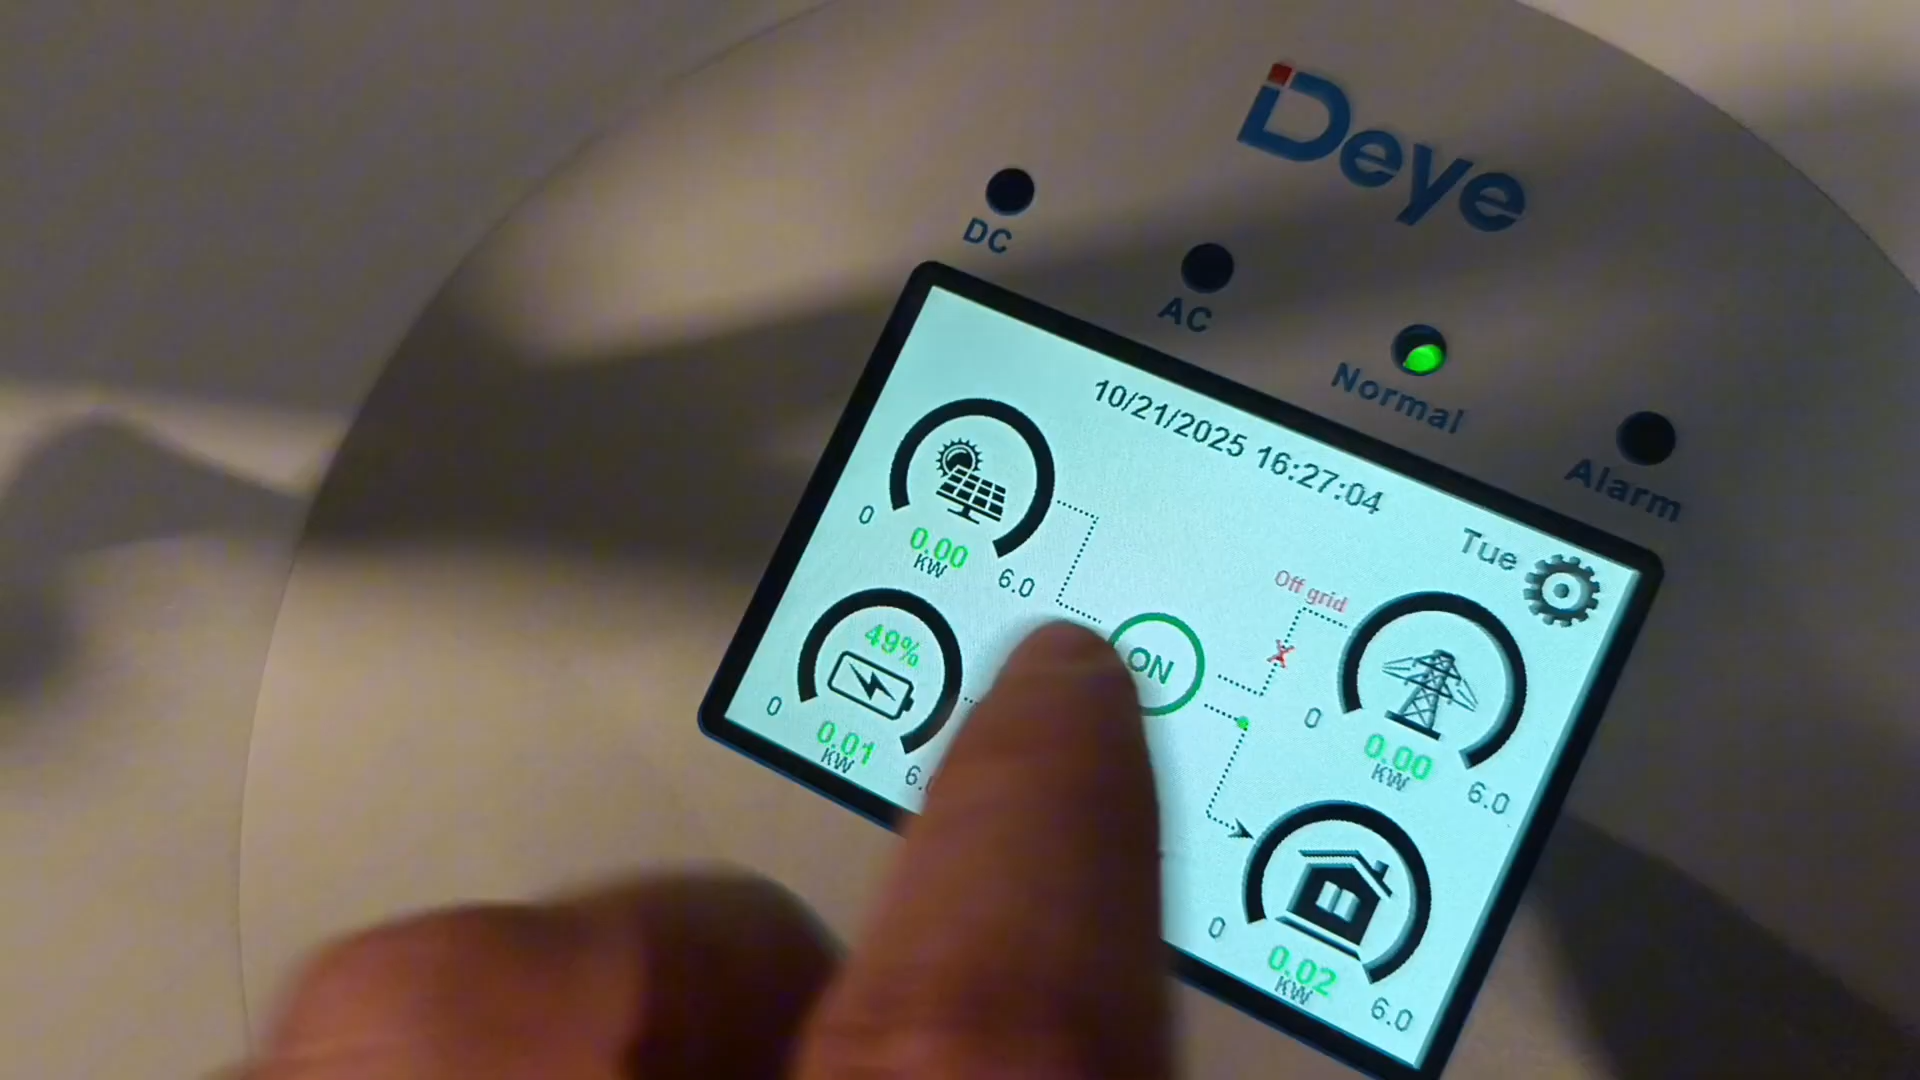 Deye
DC
AC
Normal
Alarm
10/21/2025 16:27:04
Tue
0
0.00
KW
6.0
Off grid
X
ON
49%
0
0.01
KW
0
0.00
KW
6.0
0
0.02
KW
6.0